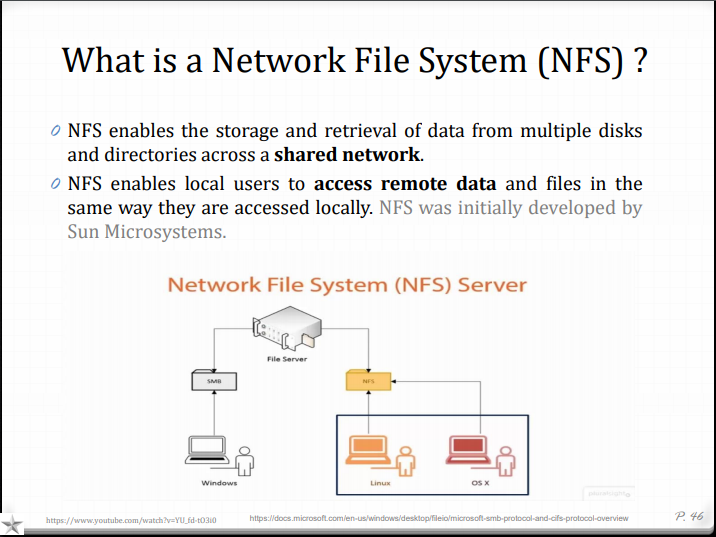 What is a Network File System (NFS) ?
NFS enables the storage and retrieval of data from multiple disks
and directories across a shared network.
NFS enables local users to access remote data and files in the
same way they are accessed locally. NFS was initially developed by
Sun Microsystems.
Network File System (NFS) Server
File Server
SMB
NFS
Windows
Linux
OS X
https://www.youtube.com/watch?v=YU_fd-tO3i0
https://docs.microsoft.com/en-us/windows/desktop/fileio/microsoft-smb-protocol-and-cifs-protocol-overview
P. 46